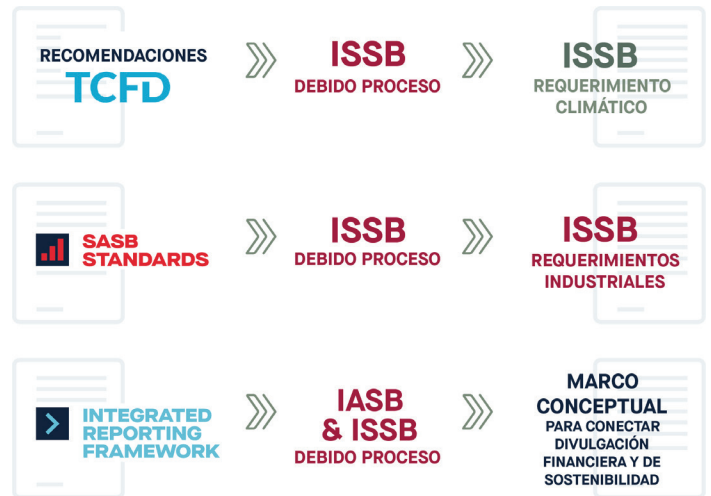 RECOMENDACIONES
TCFD
ISSB
DEBIDO PROCESO
ISSB
REQUERIMIENTO
CLIMÁTICO
SASB
STANDARDS
ISSB
DEBIDO PROCESO
ISSB
REQUERIMIENTOS
INDUSTRIALES
INTEGRATED
REPORTING
FRAMEWORK
IASB
& ISSB
DEBIDO PROCESO
MARCO
CONCEPTUAL
PARA CONECTAR
DIVULGACIÓN
FINANCIERA Y DE
SOSTENIBILIDAD